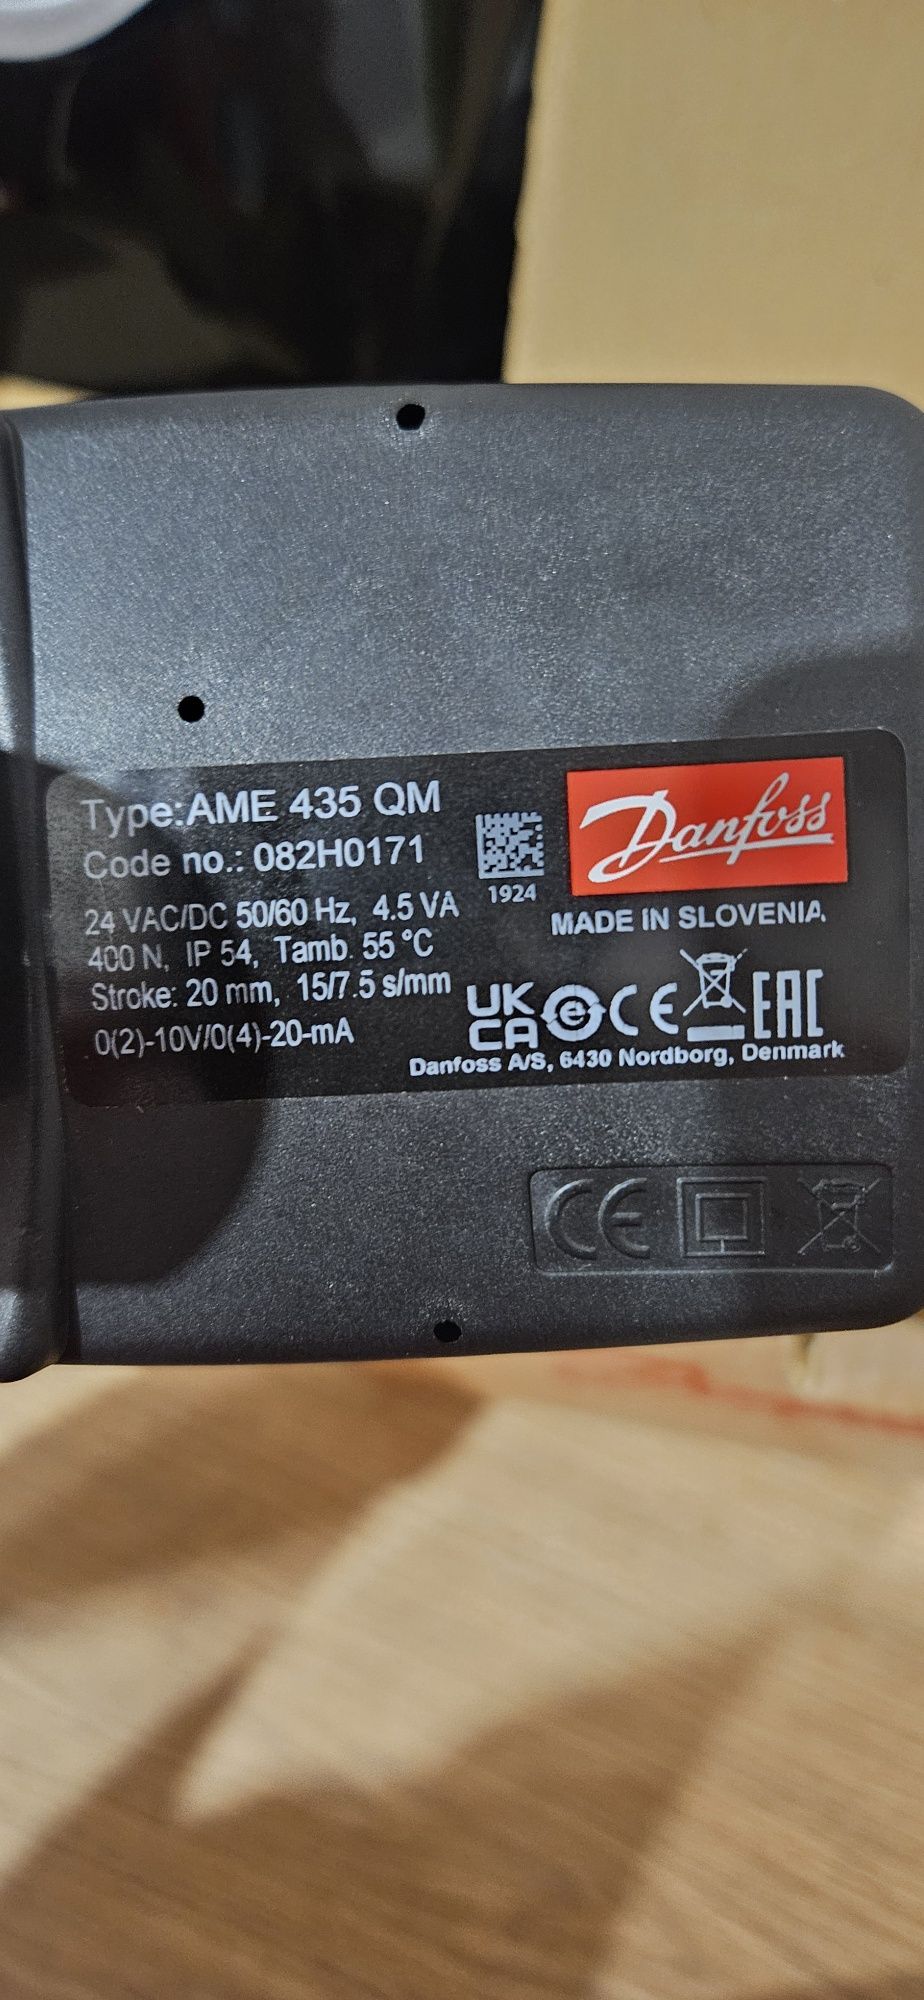 Type:AME 435 QM
Code no.: 082H0171
24 VAC/DC 50/60 Hz, 4.5 VA
400 N, IP 54, Tamb. 55 °C
Stroke: 20 mm, 15/7.5 s/mm
0(2)-10V/0(4)-20-mA
1924
Danfoss
MADE IN SLOVENIA
UK
CA
e
CE
EAC
Danfoss A/S, 6430 Nordborg, Denmark
CE